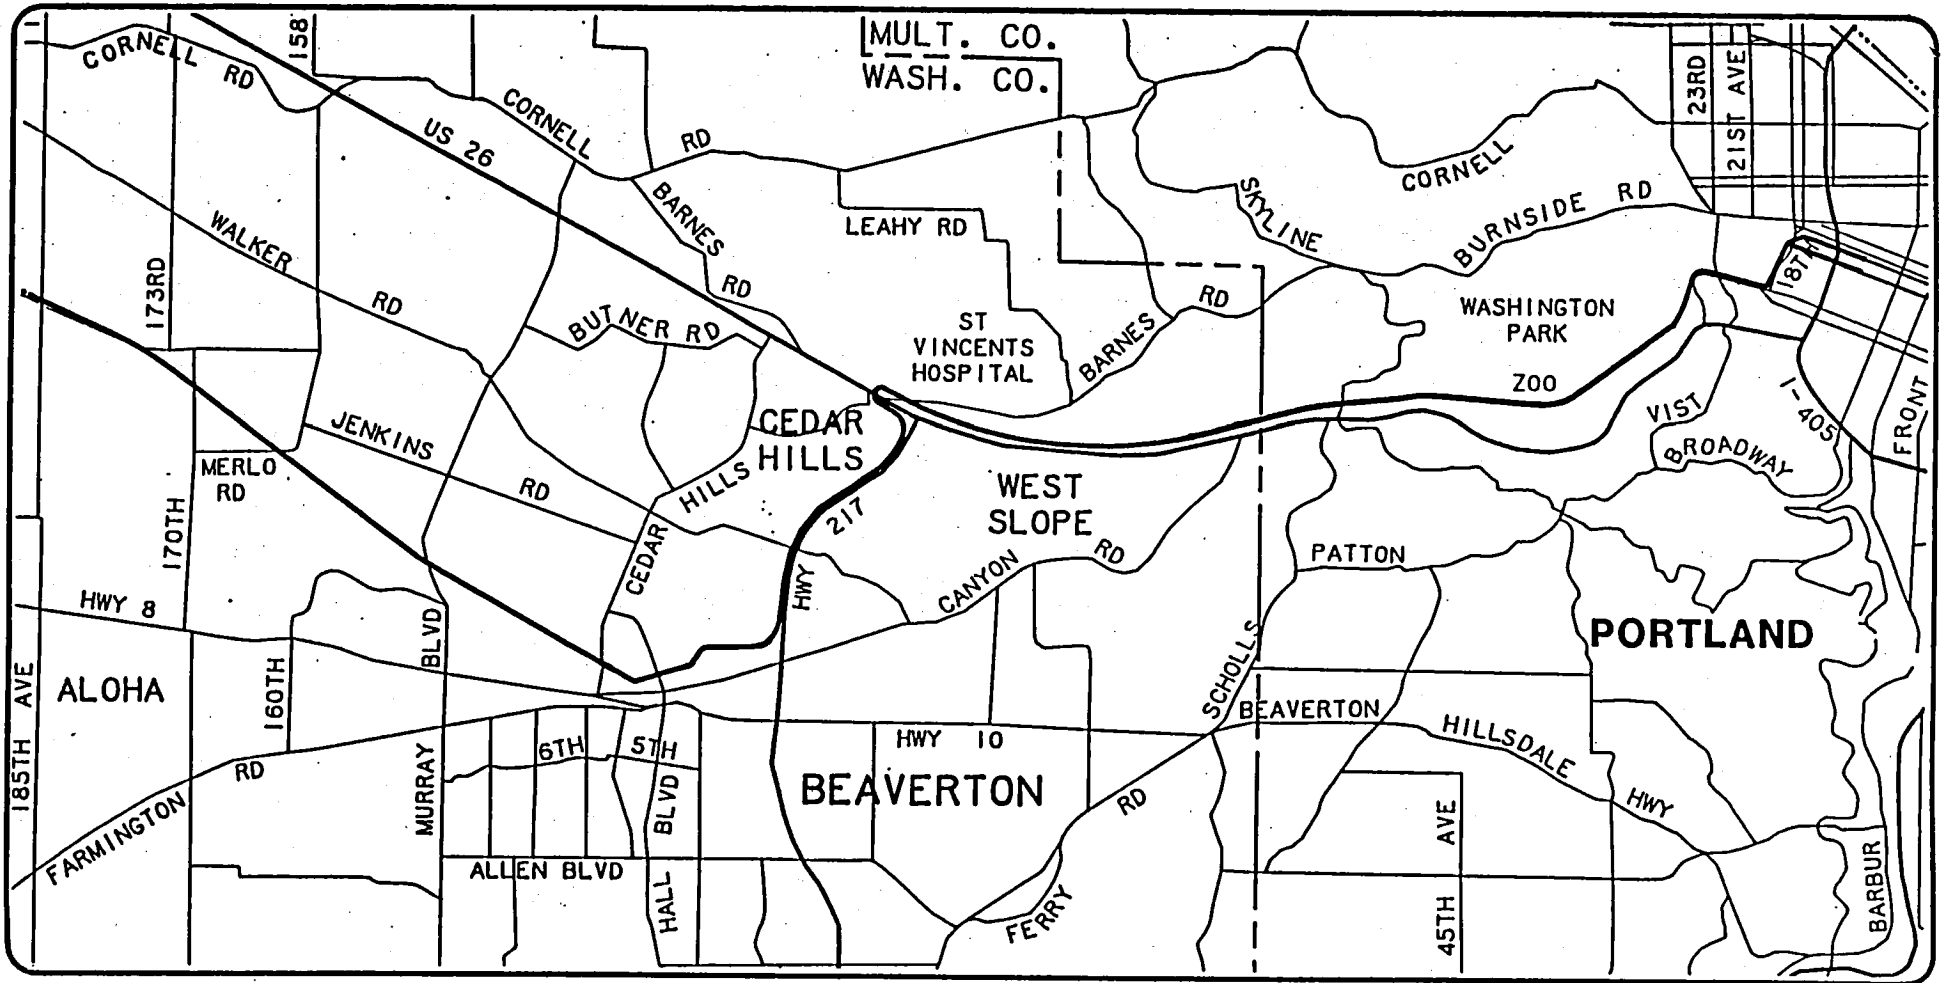 MULT. CO.
WASH. CO.
158
CORNELL RD
US 26
CORNELL RD
23RD
21ST AVE
CORNELL
BARNES RD
LEAHY RD
SKYLINE
BURNSIDE RD
WALKER RD
173RD
BUTNER RD
ST
VINCENTS
HOSPITAL
BARNES RD
WASHINGTON
PARK
18TH
ZOO
VIST
I-405
FRONT
BROADWAY
CEDAR
HILLS
JENKINS RD
MERLO
RD
170TH
CEDAR HILLS
HWY 217
WEST
SLOPE
CANYON RD
PATTON
PORTLAND
HWY 8
ALOHA
185TH AVE
160TH
MURRAY BLVD
SCHOLLS
BEAVERTON HILLSDALE HWY
HWY 10
BEAVERTON
6TH
5TH
FARMINGTON RD
ALLEN BLVD
HALL BLVD
FERRY RD
45TH AVE
BARBUR